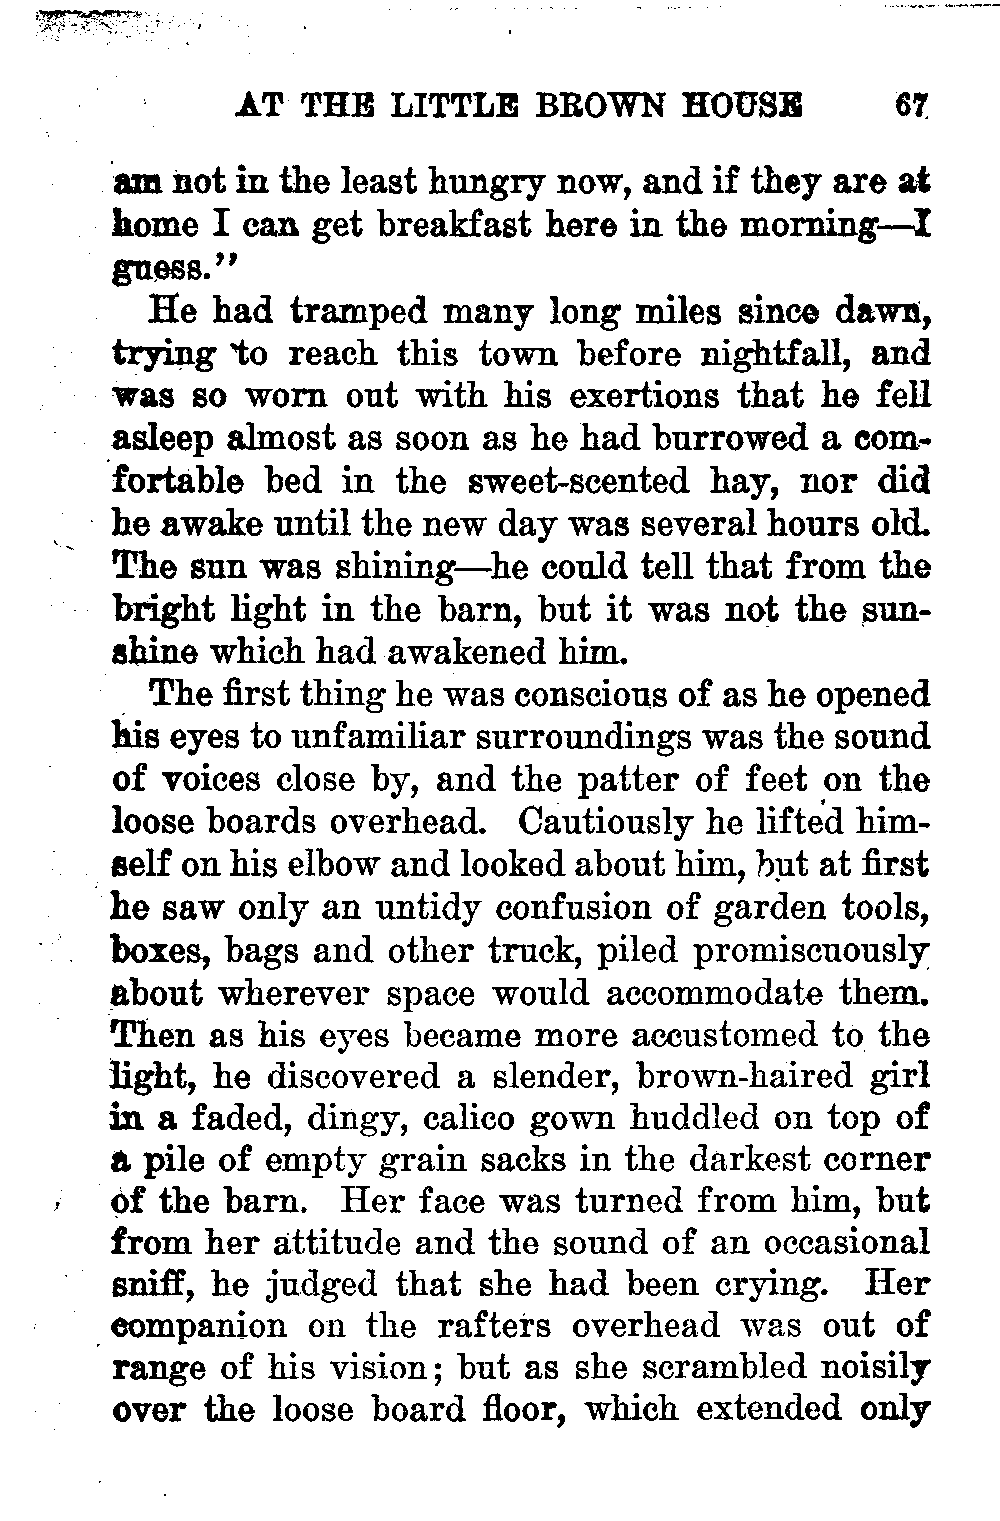 AT THE LITTLE BROWN HOUSE 67
am not in the least hungry now, and if they are at
home I can get breakfast here in the morning—I
guess."
He had tramped many long miles since dawn,
trying to reach this town before nightfall, and
was so worn out with his exertions that he fell
asleep almost as soon as he had burrowed a com-
fortable bed in the sweet-scented hay, nor did
he awake until the new day was several hours old.
The sun was shining—he could tell that from the
bright light in the barn, but it was not the sun-
shine which had awakened him.
The first thing he was conscious of as he opened
his eyes to unfamiliar surroundings was the sound
of voices close by, and the patter of feet on the
loose boards overhead. Cautiously he lifted him-
self on his elbow and looked about him, but at first
he saw only an untidy confusion of garden tools,
boxes, bags and other truck, piled promiscuously
about wherever space would accommodate them.
Then as his eyes became more accustomed to the
light, he discovered a slender, brown-haired girl
in a faded, dingy, calico gown huddled on top of
a pile of empty grain sacks in the darkest corner
of the barn. Her face was turned from him, but
from her attitude and the sound of an occasional
sniff, he judged that she had been crying. Her
companion on the rafters overhead was out of
range of his vision; but as she scrambled noisily
over the loose board floor, which extended only